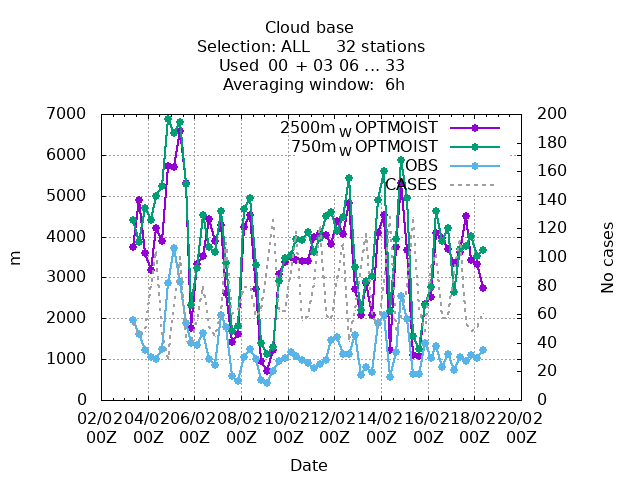 Cloud base
Selection: ALL 32 stations
Used 00 + 03 06 ... 33
Averaging window: 6h
7000
6000
5000
4000
3000
2000
1000
0
m
200
180
160
140
120
100
80
60
40
20
0
No cases
2500m_W OPTMOIST
750m_W OPTMOIST
OBS
CASES
02/02 04/02 06/02 08/02 10/02 12/02 14/02 16/02 18/02 20/02
00Z 00Z 00Z 00Z 00Z 00Z 00Z 00Z 00Z 00Z
Date